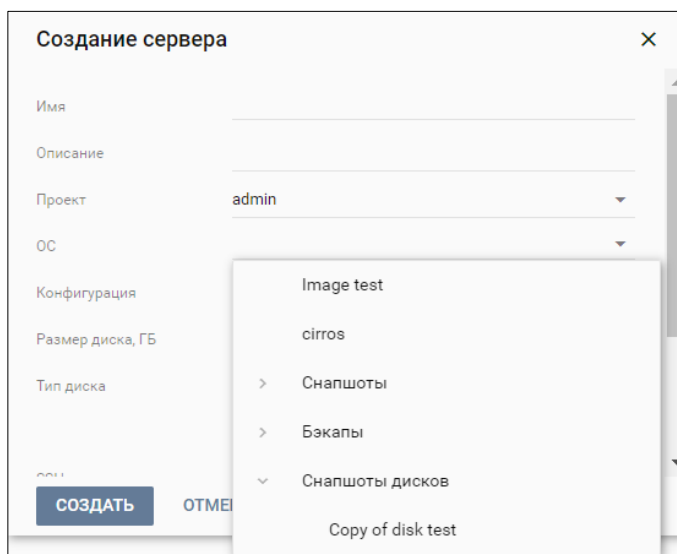 Создание сервера
Имя
Описание
Проект admin
ОС
Конфигурация
Размер диска, ГБ
Тип диска
Image test
cirros
Снапшоты
Бэкапы
Снапшоты дисков
Copy of disk test
СОЗДАТЬ